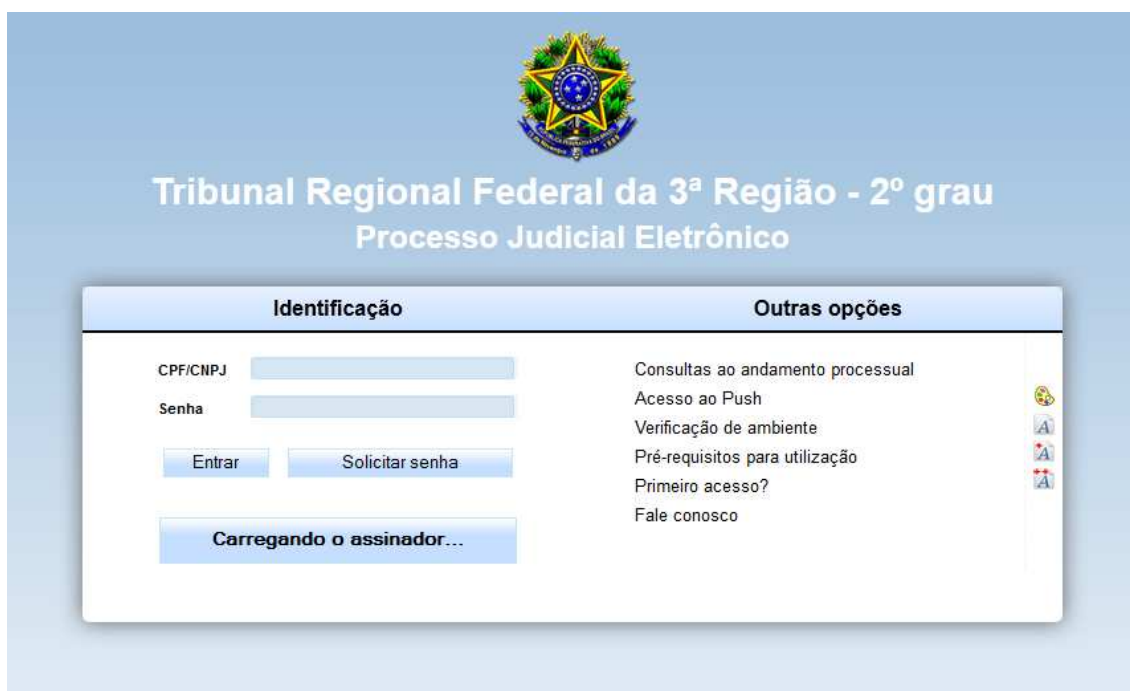 Tribunal Regional Federal da 3ª Região - 2º grau
Processo Judicial Eletrônico
Identificação
CPF/CNPJ
Senha
Entrar Solicitar senha
Carregando o assinador...
Outras opções
Consultas ao andamento processual
Acesso ao Push
Verificação de ambiente
Pré-requisitos para utilização
Primeiro acesso?
Fale conosco
A
A
A